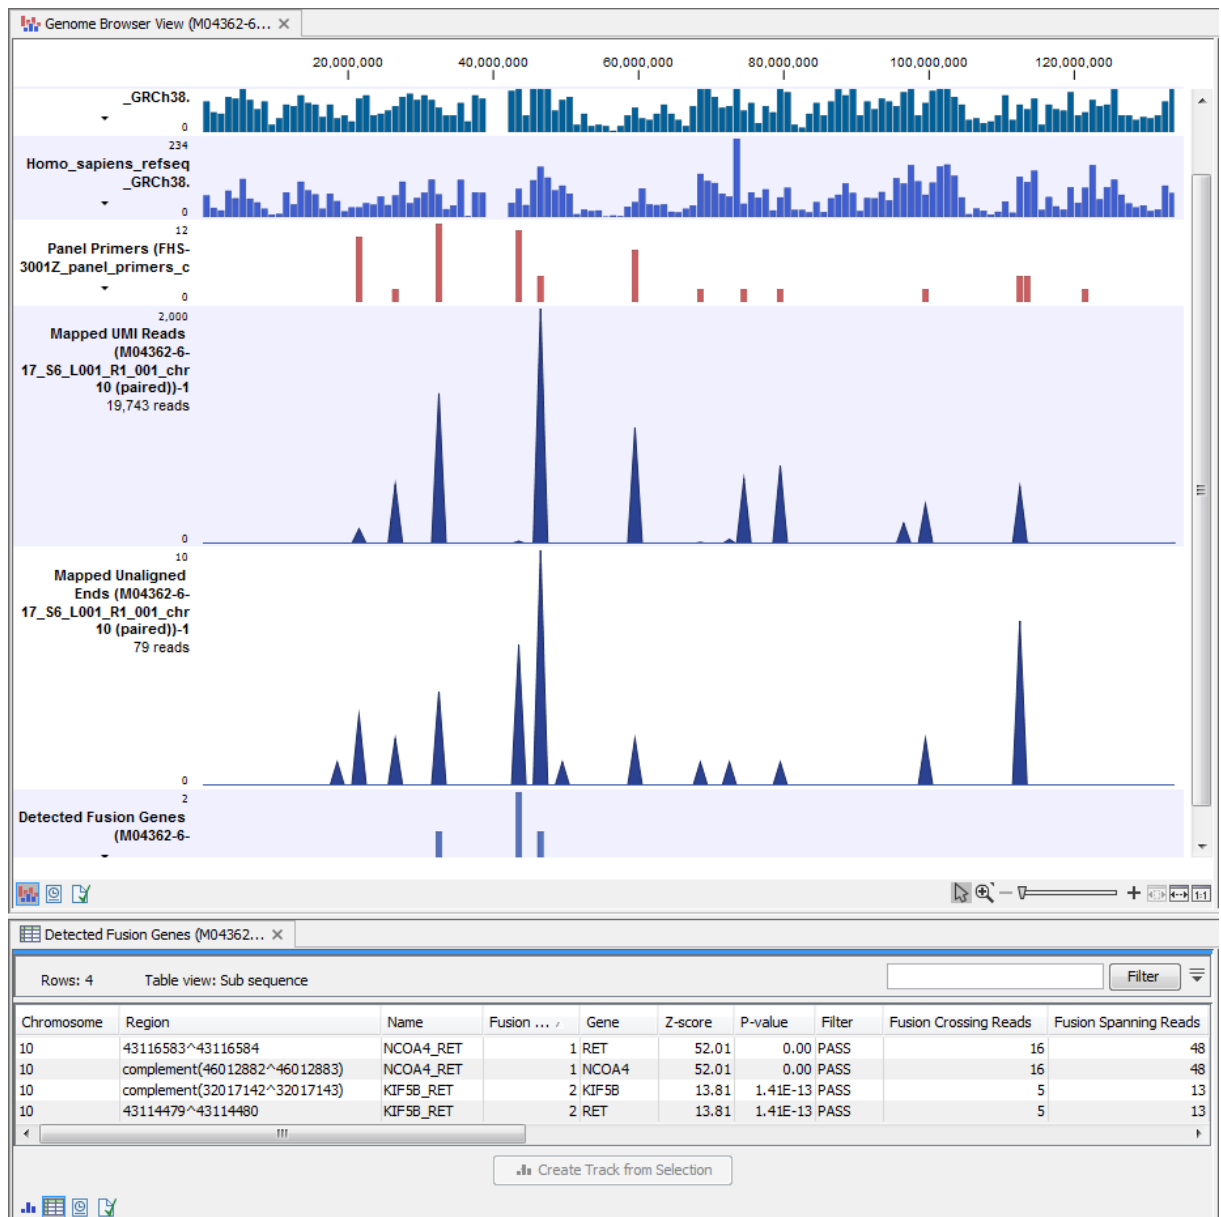 Genome Browser View (M04362-6...
20,000,000 40,000,000 60,000,000 80,000,000 100,000,000 120,000,000
_GRCh38.
0
234
Homo_sapiens_refseq
_GRCh38.
0
12
Panel Primers (FHS-
3001Z_panel_primers_c
0
2,000
Mapped UMI Reads
(M04362-6-
17_S6_L001_R1_001_chr
10 (paired))-1
19,743 reads
0
10
Mapped Unaligned
Ends (M04362-6-
17_S6_L001_R1_001_chr
10 (paired))-1
79 reads
0
2
Detected Fusion Genes
(M04362-6-
1:1
Detected Fusion Genes (M04362...
Rows: 4 Table view: Sub sequence Filter
Chromosome Region Name Fusion ... Gene Z-score P-value Filter Fusion Crossing Reads Fusion Spanning Reads
10 43116583^43116584 NCOA4_RET 1 RET 52.01 0.00 PASS 16 48
10 complement(46012882^46012883) NCOA4_RET 1 NCOA4 52.01 0.00 PASS 16 48
10 complement(32017142^32017143) KIF5B_RET 2 KIF5B 13.81 1.41E-13 PASS 5 13
10 43114479^43114480 KIF5B_RET 2 RET 13.81 1.41E-13 PASS 5 13
Create Track from Selection